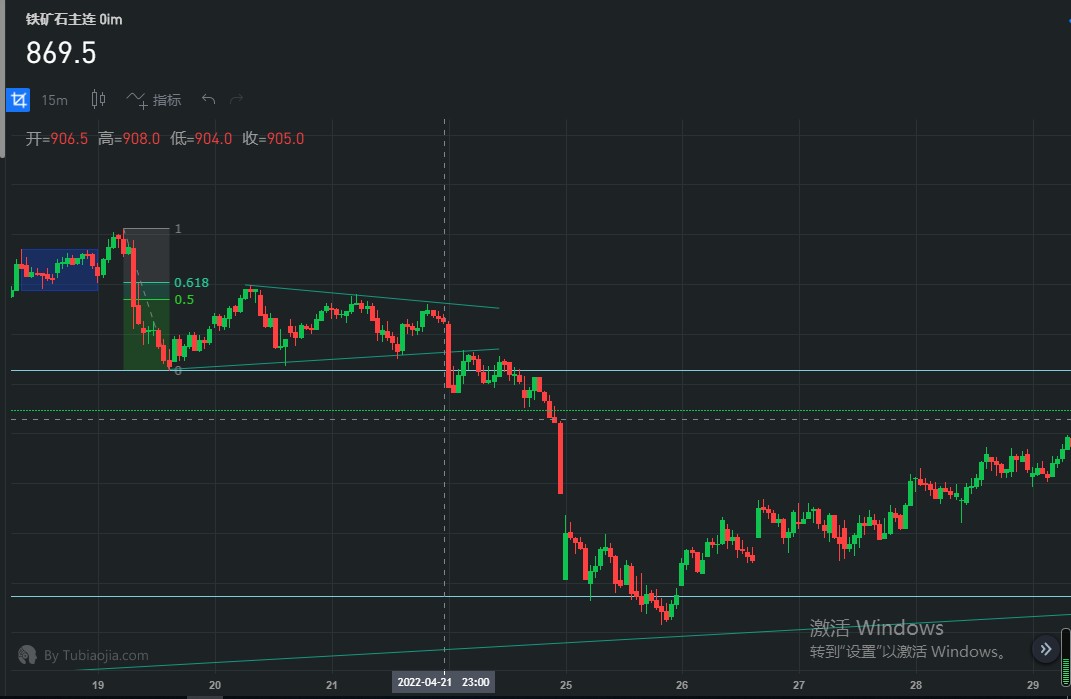 铁矿石主连 0im
869.5
15m 指标
开=906.5 高=908.0 低=904.0 收=905.0
1
0.618
0.5
0
激活 Windows
转到"设置"以激活 Windows。
By Tubiaojia.com
19 20 21 2022-04-21 23:00 25 26 27 28 29